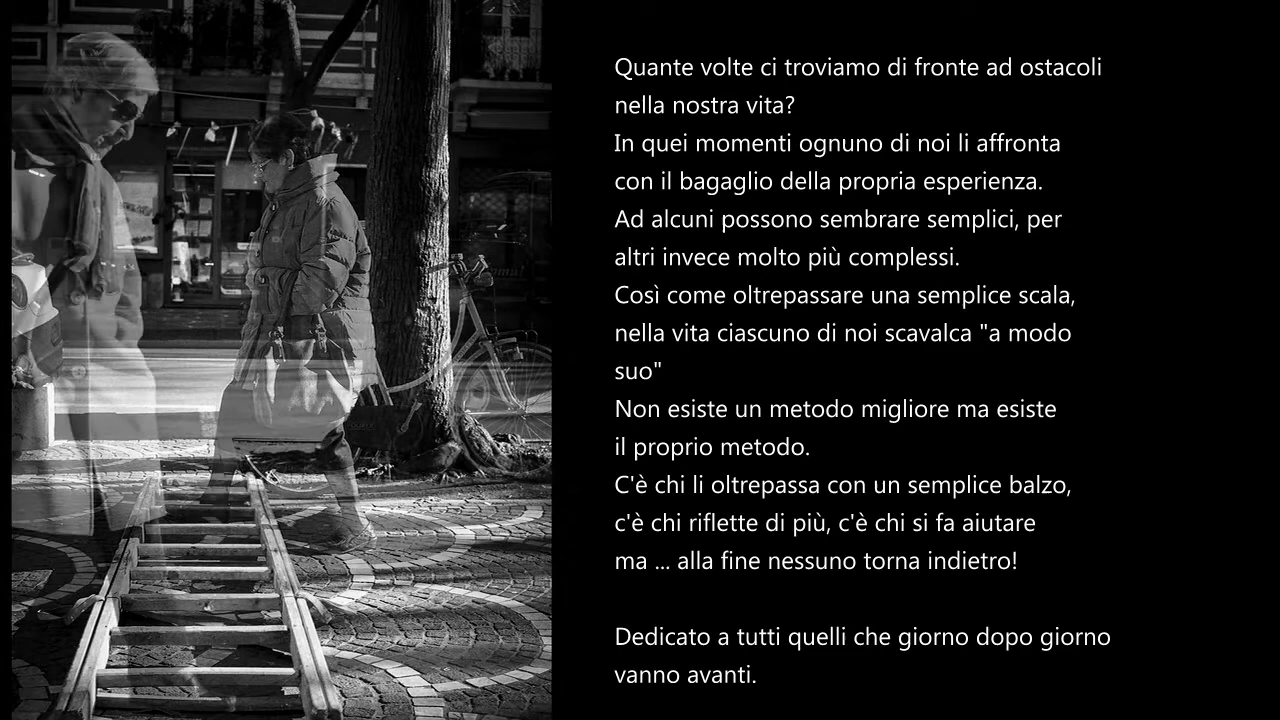 Quante volte ci troviamo di fronte ad ostacoli
nella nostra vita?
In quei momenti ognuno di noi li affronta
con il bagaglio della propria esperienza.
Ad alcuni possono sembrare semplici, per
altri invece molto più complessi.
Così come oltrepassare una semplice scala,
nella vita ciascuno di noi scavalca "a modo
suo"
Non esiste un metodo migliore ma esiste
il proprio metodo.
C'è chi li oltrepassa con un semplice balzo,
c'è chi riflette di più, c'è chi si fa aiutare
ma ... alla fine nessuno torna indietro!
Dedicato a tutti quelli che giorno dopo giorno
vanno avanti.